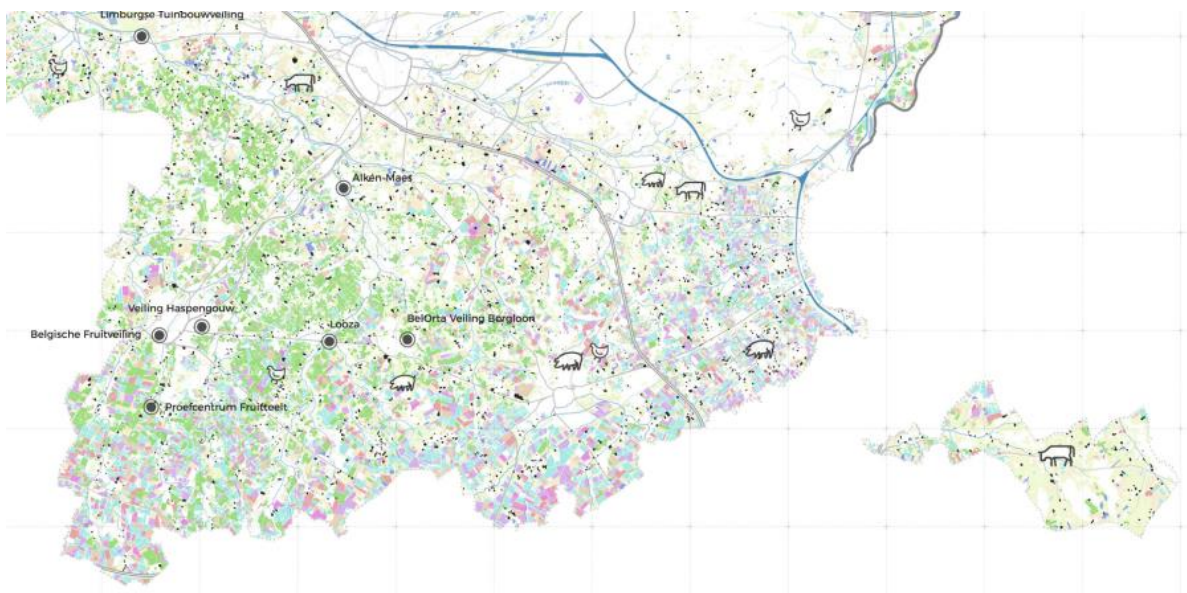 Limburgse Tuinbouwveiling
Alken-Maes
Veiling Haspengouw
Belgische Fruitveiling
Looza
BelOrta Veiling Borgloon
Proefcentrum Fruitteelt